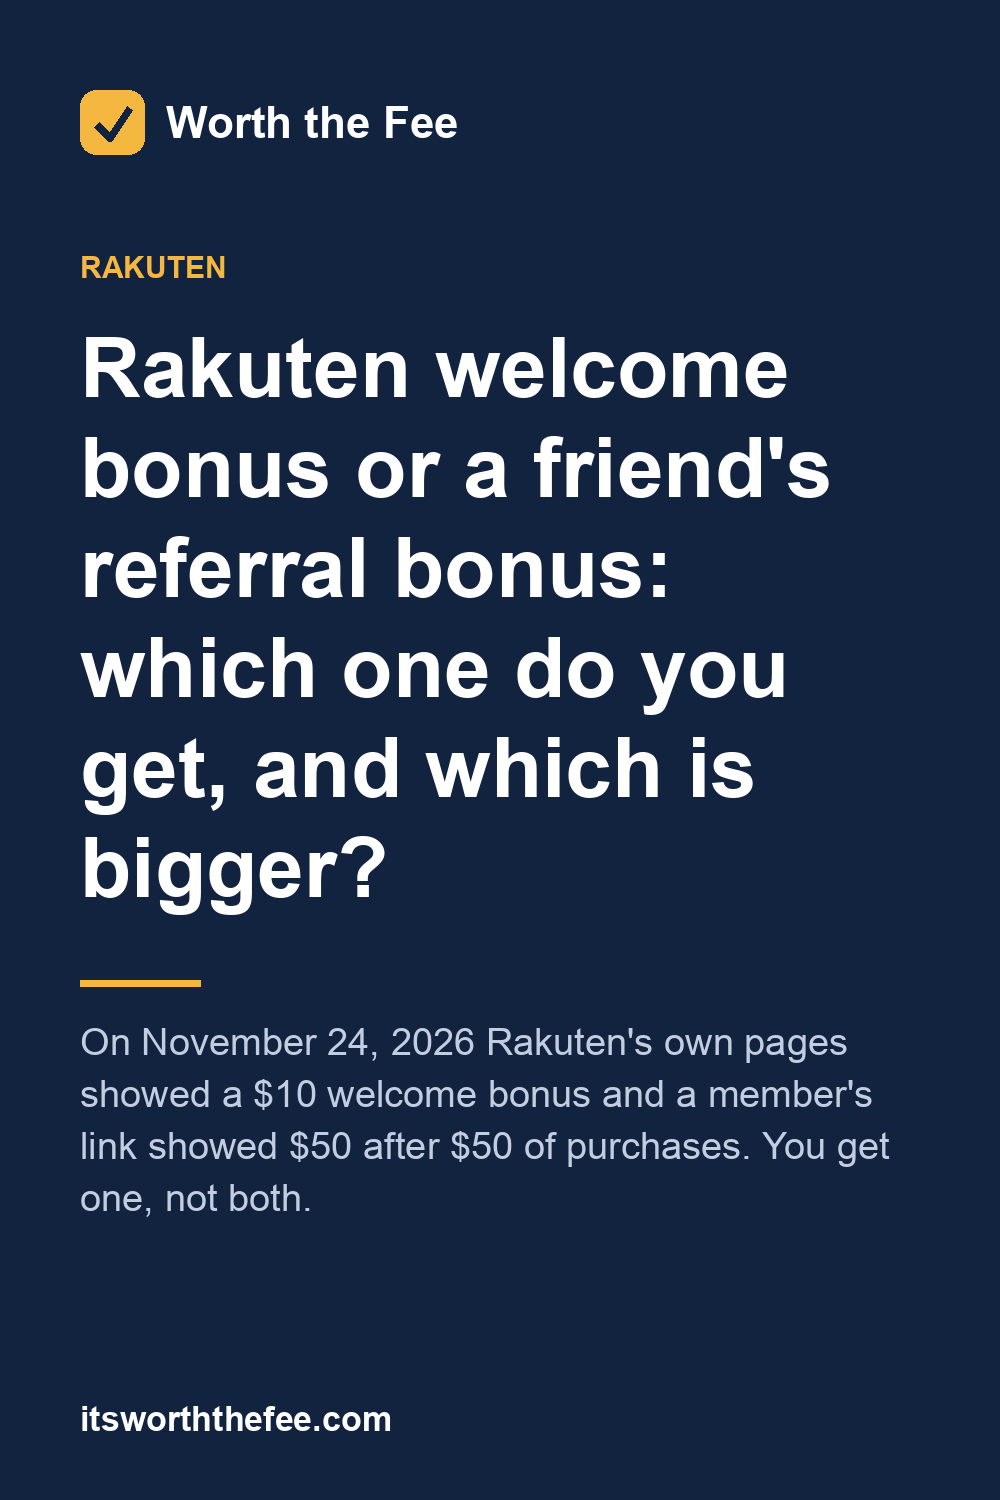 Worth the Fee
RAKUTEN
Rakuten welcome
bonus or a friend's
referral bonus:
which one do you
get, and which is
bigger?
On November 24, 2026 Rakuten's own pages
showed a $10 welcome bonus and a member's
link showed $50 after $50 of purchases. You get
one, not both.
itsworththefee.com